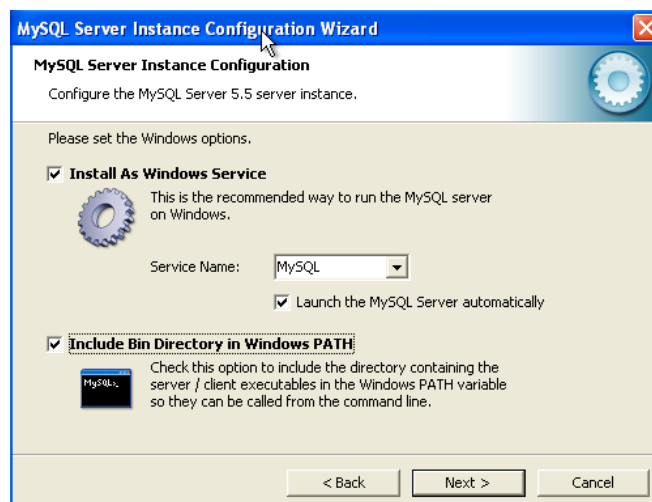 MySQL Server Instance Configuration Wizard
MySQL Server Instance Configuration
Configure the MySQL Server 5.5 server instance.
Please set the Windows options.
Install As Windows Service
This is the recommended way to run the MySQL server
on Windows.
Service Name:
MySQL
Launch the MySQL Server automatically
Include Bin Directory in Windows PATH
MySQL>_
Check this option to include the directory containing the
server / client executables in the Windows PATH variable
so they can be called from the command line.
< Back
Next >
Cancel